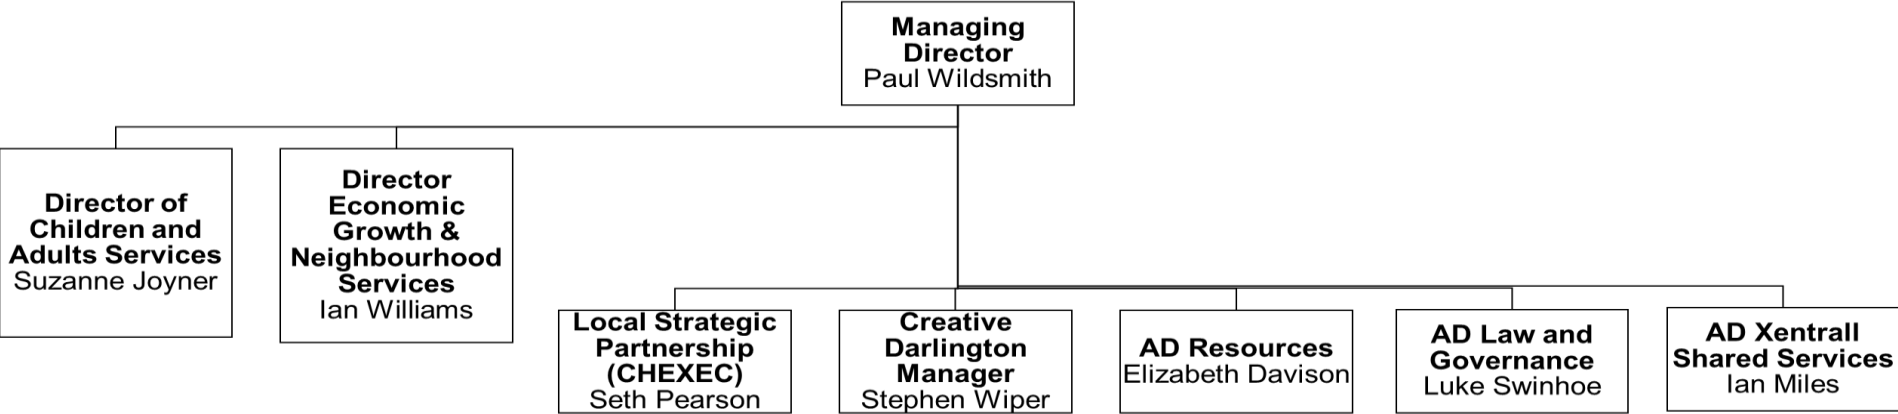 Managing
Director
Paul Wildsmith
Director of
Children and
Adults Services
Suzanne Joyner
Director
Economic
Growth &
Neighbourhood
Services
Ian Williams
Local Strategic
Partnership
(CHEXEC)
Seth Pearson
Creative
Darlington
Manager
Stephen Wiper
AD Resources
Elizabeth Davison
AD Law and
Governance
Luke Swinhoe
AD Xentrall
Shared Services
Ian Miles